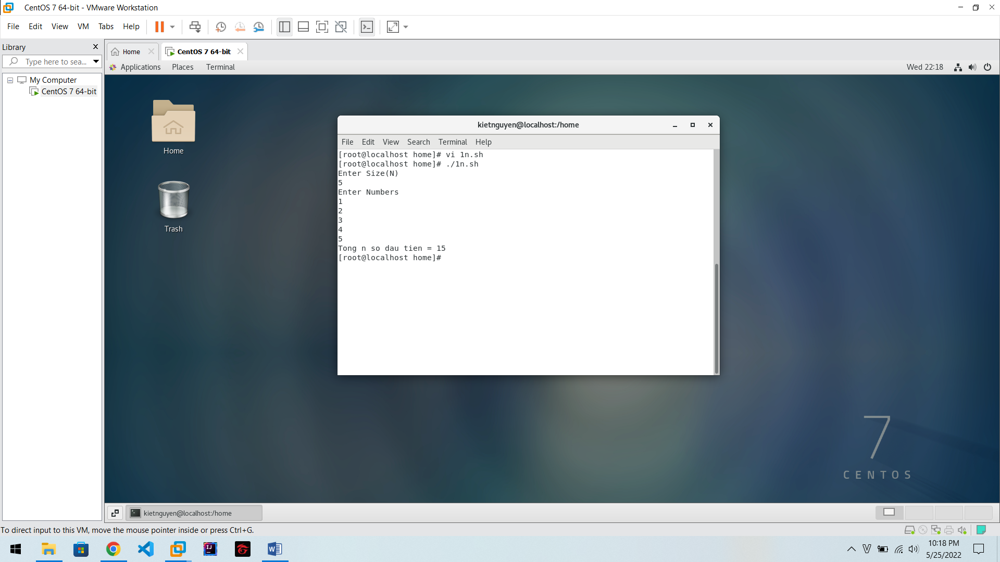 CentOS 7 64-bit - VMware Workstation
File Edit View VM Tabs Help
Library
Type here to sea...
My Computer
CentOS 7 64-bit
Home
CentOS 7 64-bit
Applications Places Terminal
Wed 22:18
Home
Trash
kietnguyen@localhost:/home
File Edit View Search Terminal Help
[root@localhost home]# vi 1n.sh
[root@localhost home]# ./1n.sh
Enter Size(N)
5
Enter Numbers
1
2
3
4
5
Tong n so dau tien = 15
[root@localhost home]#
7
CENTOS
kietnguyen@localhost:/home
To direct input to this VM, move the mouse pointer inside or press Ctrl+G.
10:18 PM
5/25/2022